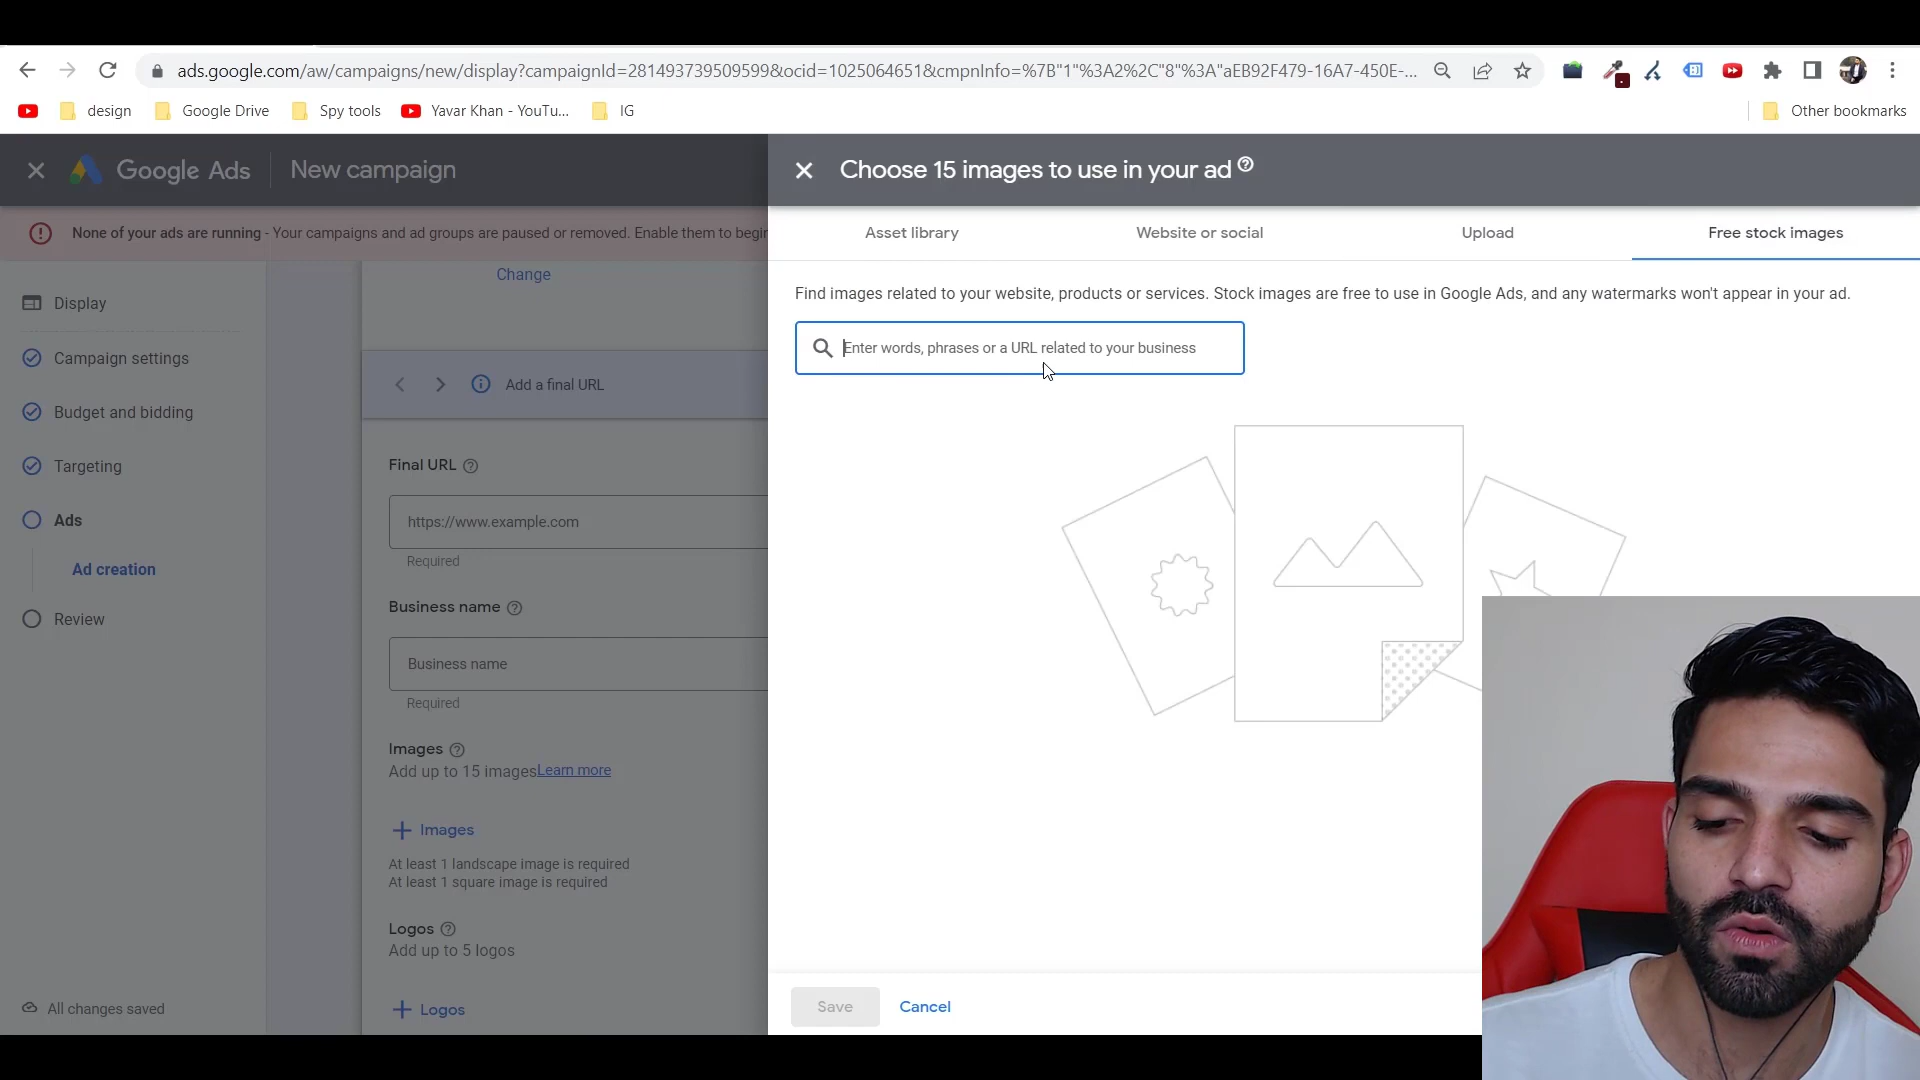 ads.google.com/aw/campaigns/new/display?campaignId=281493739509599&ocid=1025064651&cmpnInfo=%7B"1"%3A2%2C"8"%3A"aEB92F479-16A7-450E-...
design
Google Drive
Spy tools
Yavar Khan - YouTu...
IG
Other bookmarks
Google Ads
New campaign
None of your ads are running - Your campaigns and ad groups are paused or removed. Enable them to begin
Display
Campaign settings
Budget and bidding
Targeting
Ads
Ad creation
Review
All changes saved
Change
Add a final URL
Final URL
https://www.example.com
Required
Business name
Business name
Required
Images
Add up to 15 imagesLearn more
Images
At least 1 landscape image is required
At least 1 square image is required
Logos
Add up to 5 logos
Logos
Choose 15 images to use in your ad
Asset library
Website or social
Upload
Free stock images
Find images related to your website, products or services. Stock images are free to use in Google Ads, and any watermarks won't appear in your ad.
Enter words, phrases or a URL related to your business
Save
Cancel